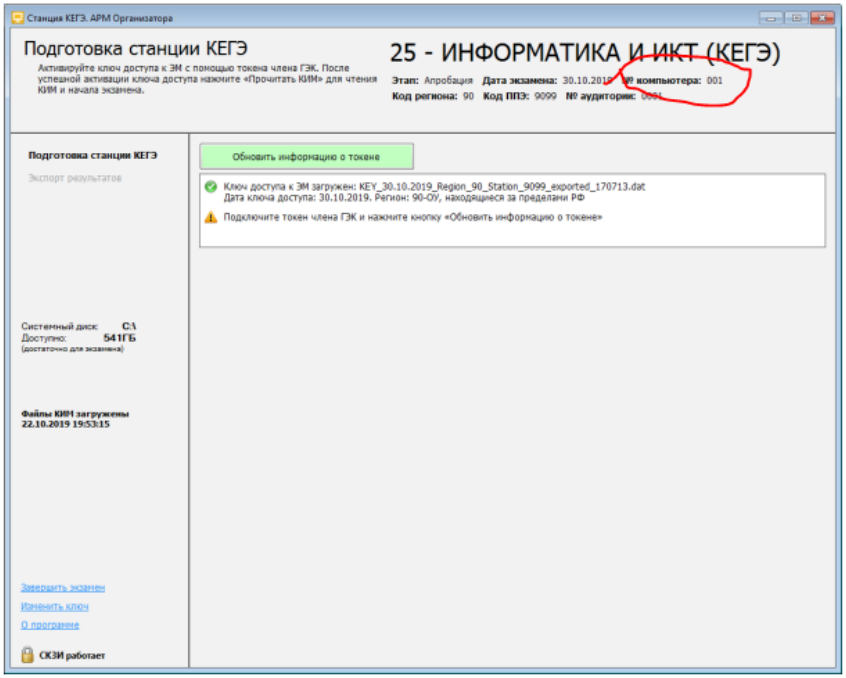 Станция КЕГЭ. АРМ Организатора
Подготовка станции КЕГЭ
Активируйте ключ доступа к ЭМ с помощью токена члена ГЭК. После
успешной активации ключа доступа нажмите «Прочитать КИМ» для чтения
КИМ и начала экзамена.
25 - ИНФОРМАТИКА И ИКТ (КЕГЭ)
Этап: Апробация Дата экзамена: 30.10.2019 № компьютера: 001
Код региона: 90 Код ППЭ: 9099 № аудитории: 0001
Подготовка станции КЕГЭ
Экспорт результатов
Обновить информацию о токене
Ключ доступа к ЭМ загружен: KEY_30.10.2019_Region_90_Station_9099_exported_170713.dat
Дата ключа доступа: 30.10.2019. Регион: 90-ОУ, находящиеся за пределами РФ
Подключите токен члена ГЭК и нажмите кнопку «Обновить информацию о токене»
Системный диск: C:\
Доступно: 541ГБ
(достаточно для экзамена)
Файлы КИМ загружены
22.10.2019 19:53:15
Завершить экзамен
Изменить ключ
О программе
СКЗИ работает